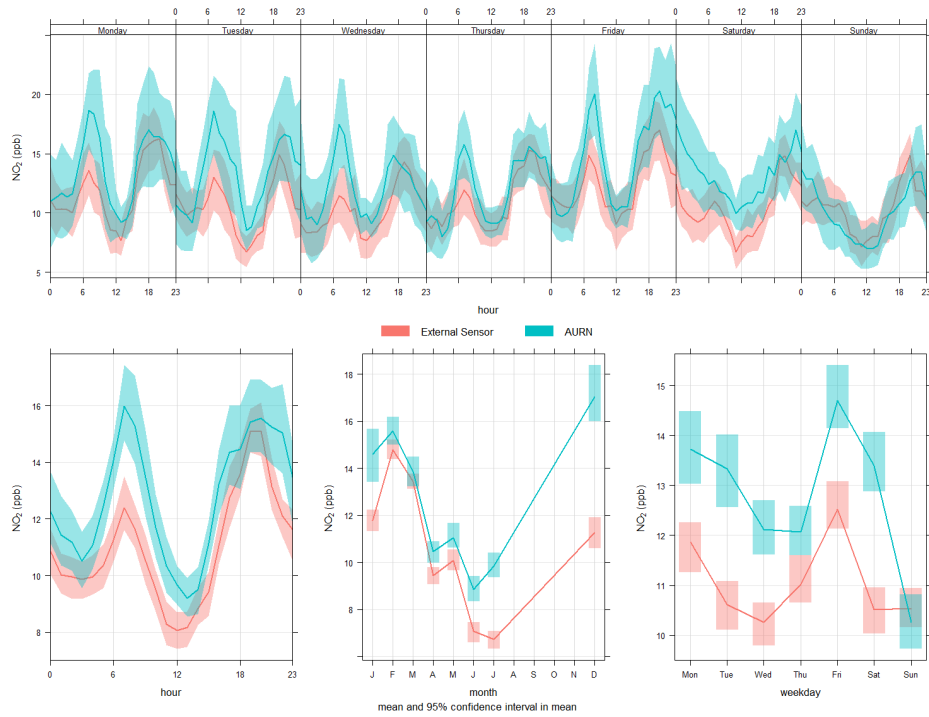 0 6 12 18 23 0 6 12 18 23 0 6 12 18 23
Monday Tuesday Wednesday Thursday Friday Saturday Sunday
20
15
10
5
NO2 (ppb)
0 6 12 18 23 0 6 12 18 23 0 6 12 18 23 0 6 12 18 23
hour
External Sensor AURN
16
14
12
10
8
NO2 (ppb)
0 6 12 23
hour
18
16
14
12
10
8
NO2 (ppb)
J F M A M J J A S O N D
month
15
14
13
12
11
10
NO2 (ppb)
Mon Tue Wed Thu Fri Sat Sun
weekday
mean and 95% confidence interval in mean